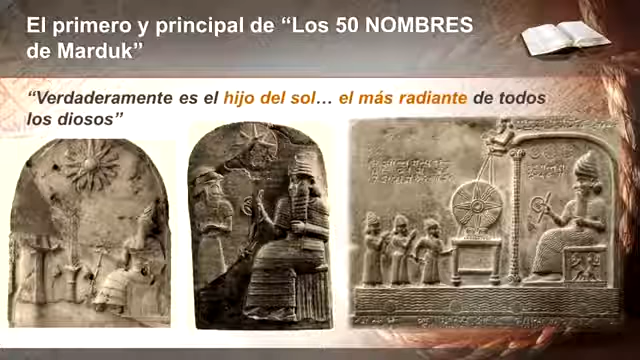 El primero y principal de “Los 50 NOMBRES
de Marduk”
“Verdaderamente es el hijo del sol… el más radiante de todos
los diosos”